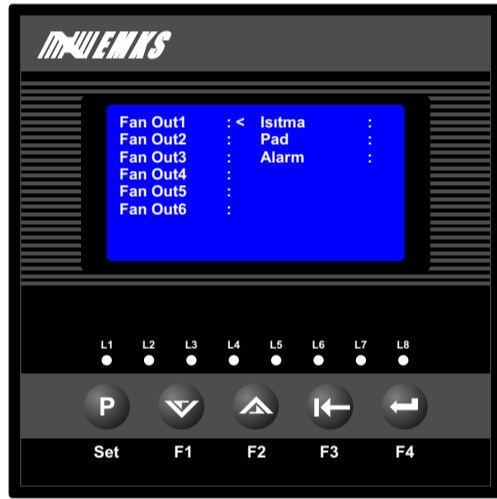 EMKS
Fan Out1 : < Isıtma :
Fan Out2 : Pad :
Fan Out3 : Alarm :
Fan Out4 :
Fan Out5 :
Fan Out6 :
L1 L2 L3 L4 L5 L6 L7 L8
P
Set F1 F2 F3 F4